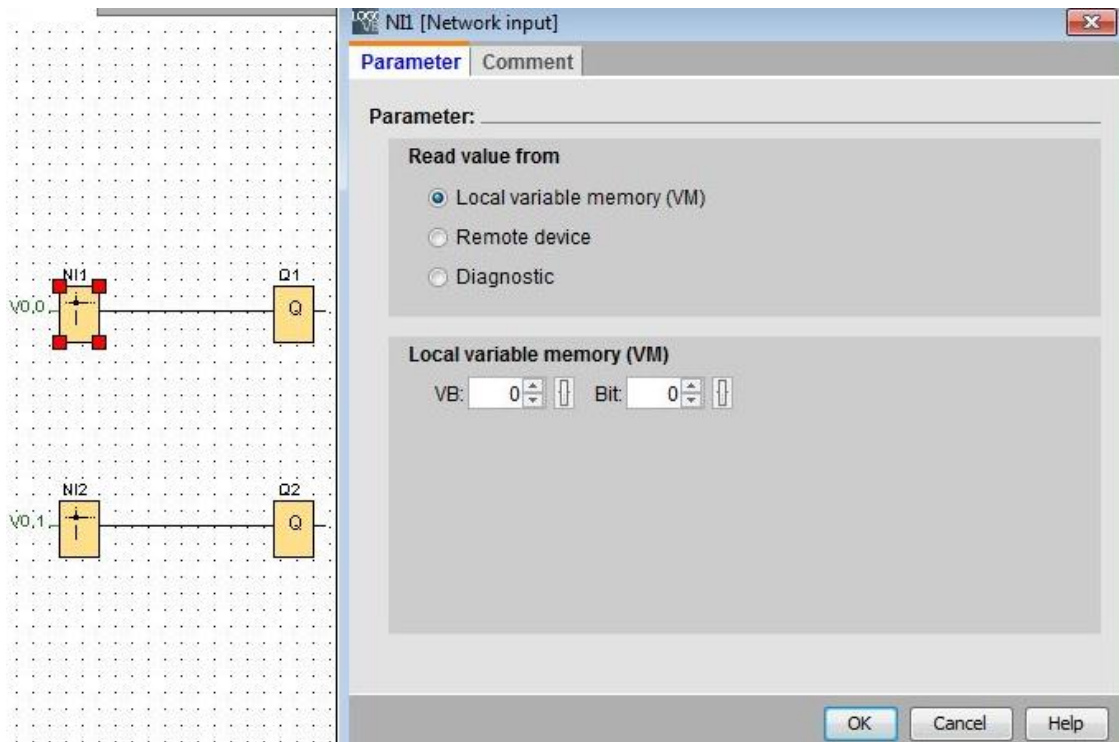 NI1 [Network input]
Parameter Comment
Parameter:
Read value from
Local variable memory (VM)
Remote device
Diagnostic
NI1 Q1
V0,0 I Q
Local variable memory (VM)
VB: 0 Bit: 0
NI2 Q2
V0,1 I Q
OK Cancel Help